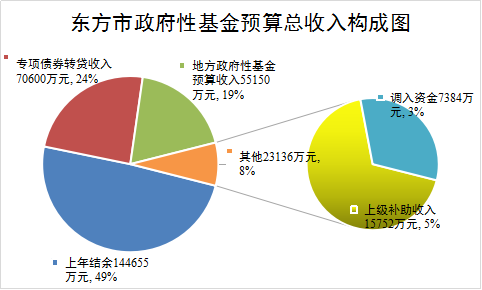 东方市政府性基金预算总收入构成图
专项债券转贷收入
70600万元, 24%
地方政府性基金
预算收入55150
万元, 19%
调入资金7384万
元, 3%
其他23136万元,
8%
上级补助收入
15752万元, 5%
上年结余144655
万元, 49%